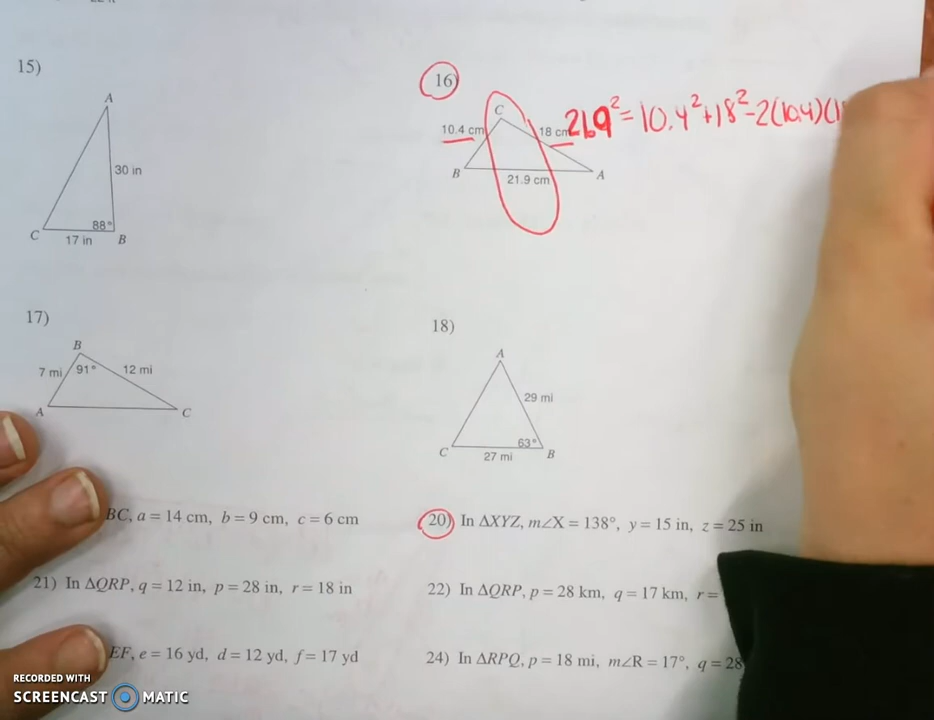 15)
A
30 in
88°
C
17 in
B
16)
C
10.4 cm
18 cm
B
21.9 cm
A
21.9² = 10.4² + 18² - 2(10.4)(1
17)
B
7 mi
91°
12 mi
A
C
18)
A
29 mi
63°
C
27 mi
B
BC, a = 14 cm, b = 9 cm, c = 6 cm
20) In ΔXYZ, m∠X = 138°, y = 15 in, z = 25 in
21) In ΔQRP, q = 12 in, p = 28 in, r = 18 in
22) In ΔQRP, p = 28 km, q = 17 km, r =
EF, e = 16 yd, d = 12 yd, f = 17 yd
24) In ΔRPQ, p = 18 mi, m∠R = 17°, q = 28
RECORDED WITH
SCREENCAST MATIC